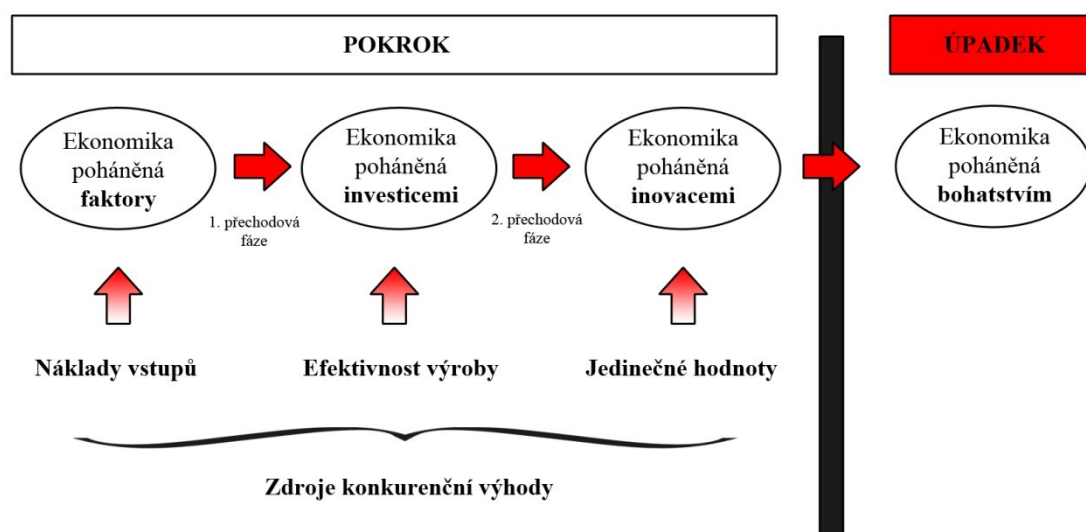 POKROK
ÚPADEK
Ekonomika
poháněná
faktory
1. přechodová
fáze
Ekonomika
poháněná
investicemi
2. přechodová
fáze
Ekonomika
poháněná
inovacemi
Ekonomika
poháněná
bohatstvím
Náklady vstupů
Efektivnost výroby
Jedinečné hodnoty
Zdroje konkurenční výhody